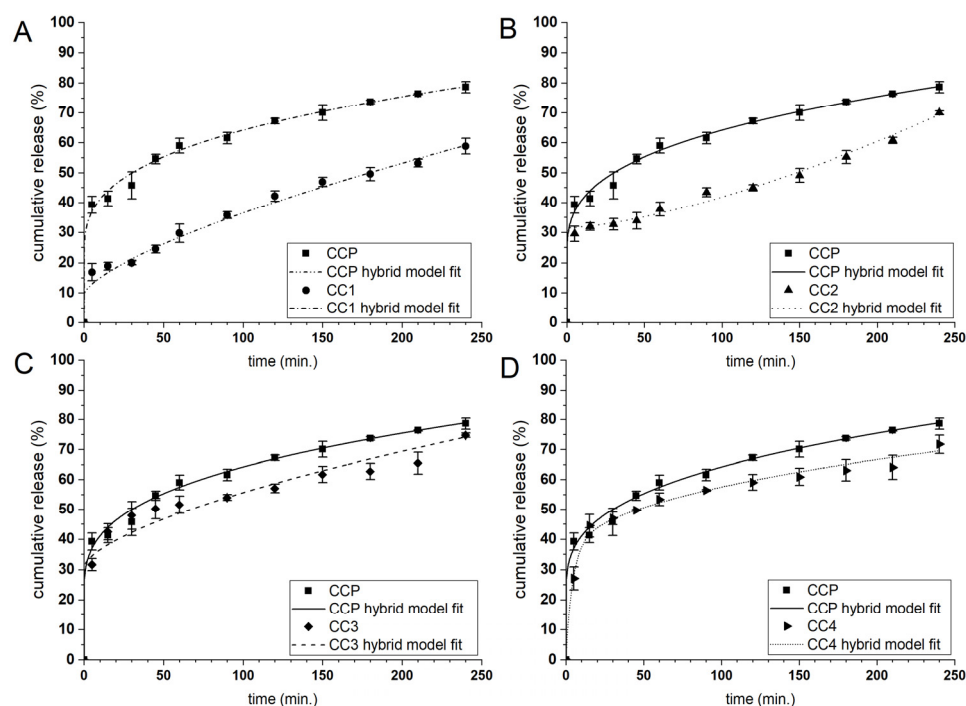 A
cumulative release (%)
100
90
80
70
60
50
40
30
20
10
0
CCP
CCP hybrid model fit
CC1
CC1 hybrid model fit
0 50 100 150 200 250
time (min.)
B
cumulative release (%)
100
90
80
70
60
50
40
30
20
10
0
CCP
CCP hybrid model fit
CC2
CC2 hybrid model fit
0 50 100 150 200 250
time (min.)
C
cumulative release (%)
100
90
80
70
60
50
40
30
20
10
0
CCP
CCP hybrid model fit
CC3
CC3 hybrid model fit
0 50 100 150 200 250
time (min.)
D
cumulative release (%)
100
90
80
70
60
50
40
30
20
10
0
CCP
CCP hybrid model fit
CC4
CC4 hybrid model fit
0 50 100 150 200 250
time (min.)